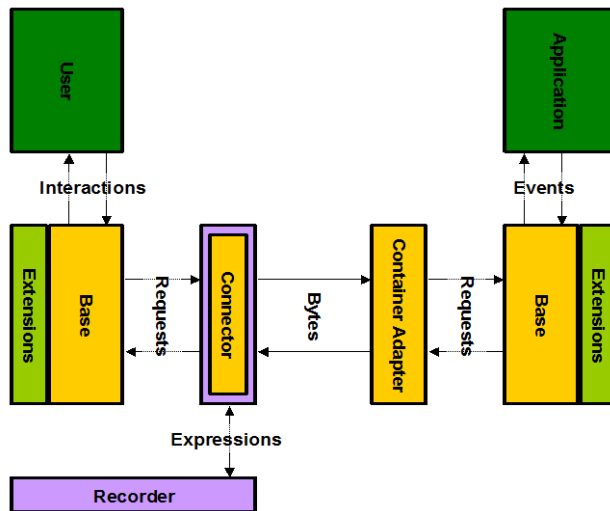 User
Application
Interactions
Events
Extensions
Base
Requests
Connector
Bytes
Container Adapter
Requests
Base
Extensions
Expressions
Recorder